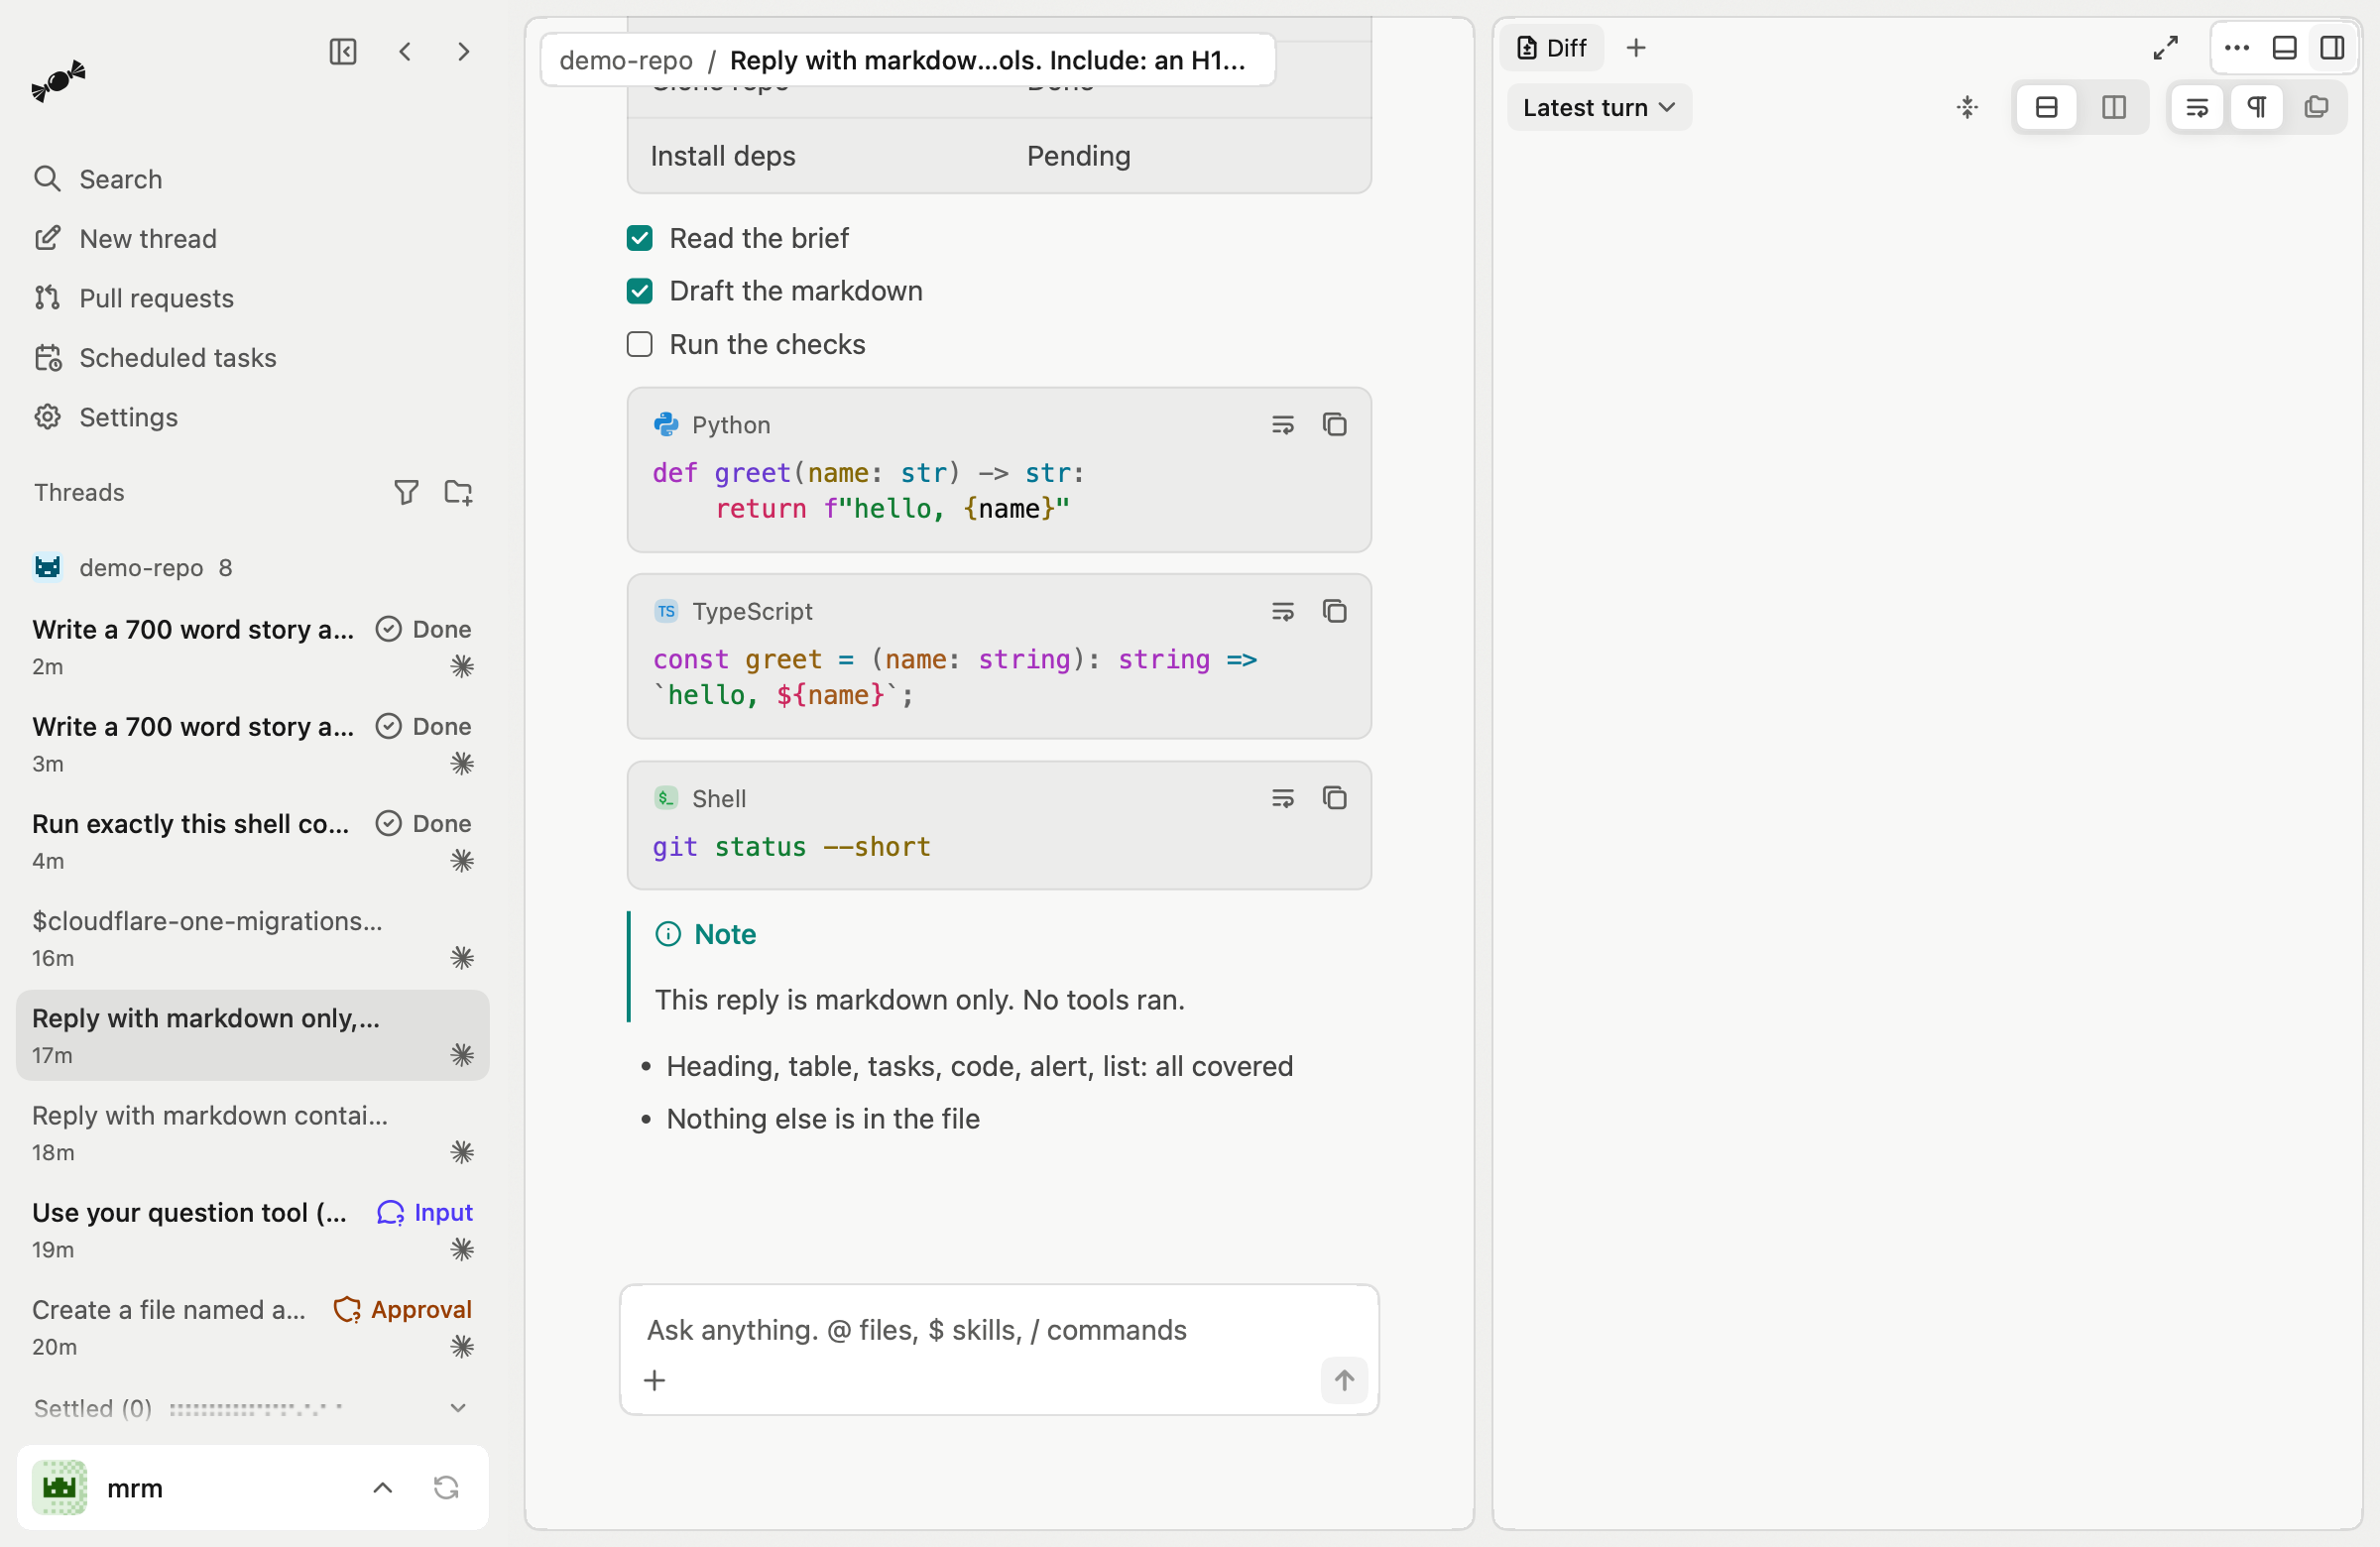 Search
New thread
Pull requests
Scheduled tasks
Settings
Threads
demo-repo 8
Write a 700 word story a... Done
2m
Write a 700 word story a... Done
3m
Run exactly this shell co... Done
4m
$cloudflare-one-migrations...
16m
Reply with markdown only,...
17m
Reply with markdown contai...
18m
Use your question tool (... Input
19m
Create a file named a... Approval
20m
Settled (0)
mrm
demo-repo / Reply with markdow...ols. Include: an H1...
Install deps Pending
Read the brief
Draft the markdown
Run the checks
Python
def greet(name: str) -> str:
return f"hello, {name}"
TS TypeScript
const greet = (name: string): string =>
`hello, ${name}`;
$_ Shell
git status --short
Note
This reply is markdown only. No tools ran.
• Heading, table, tasks, code, alert, list: all covered
• Nothing else is in the file
Ask anything. @ files, $ skills, / commands
Diff
Latest turn